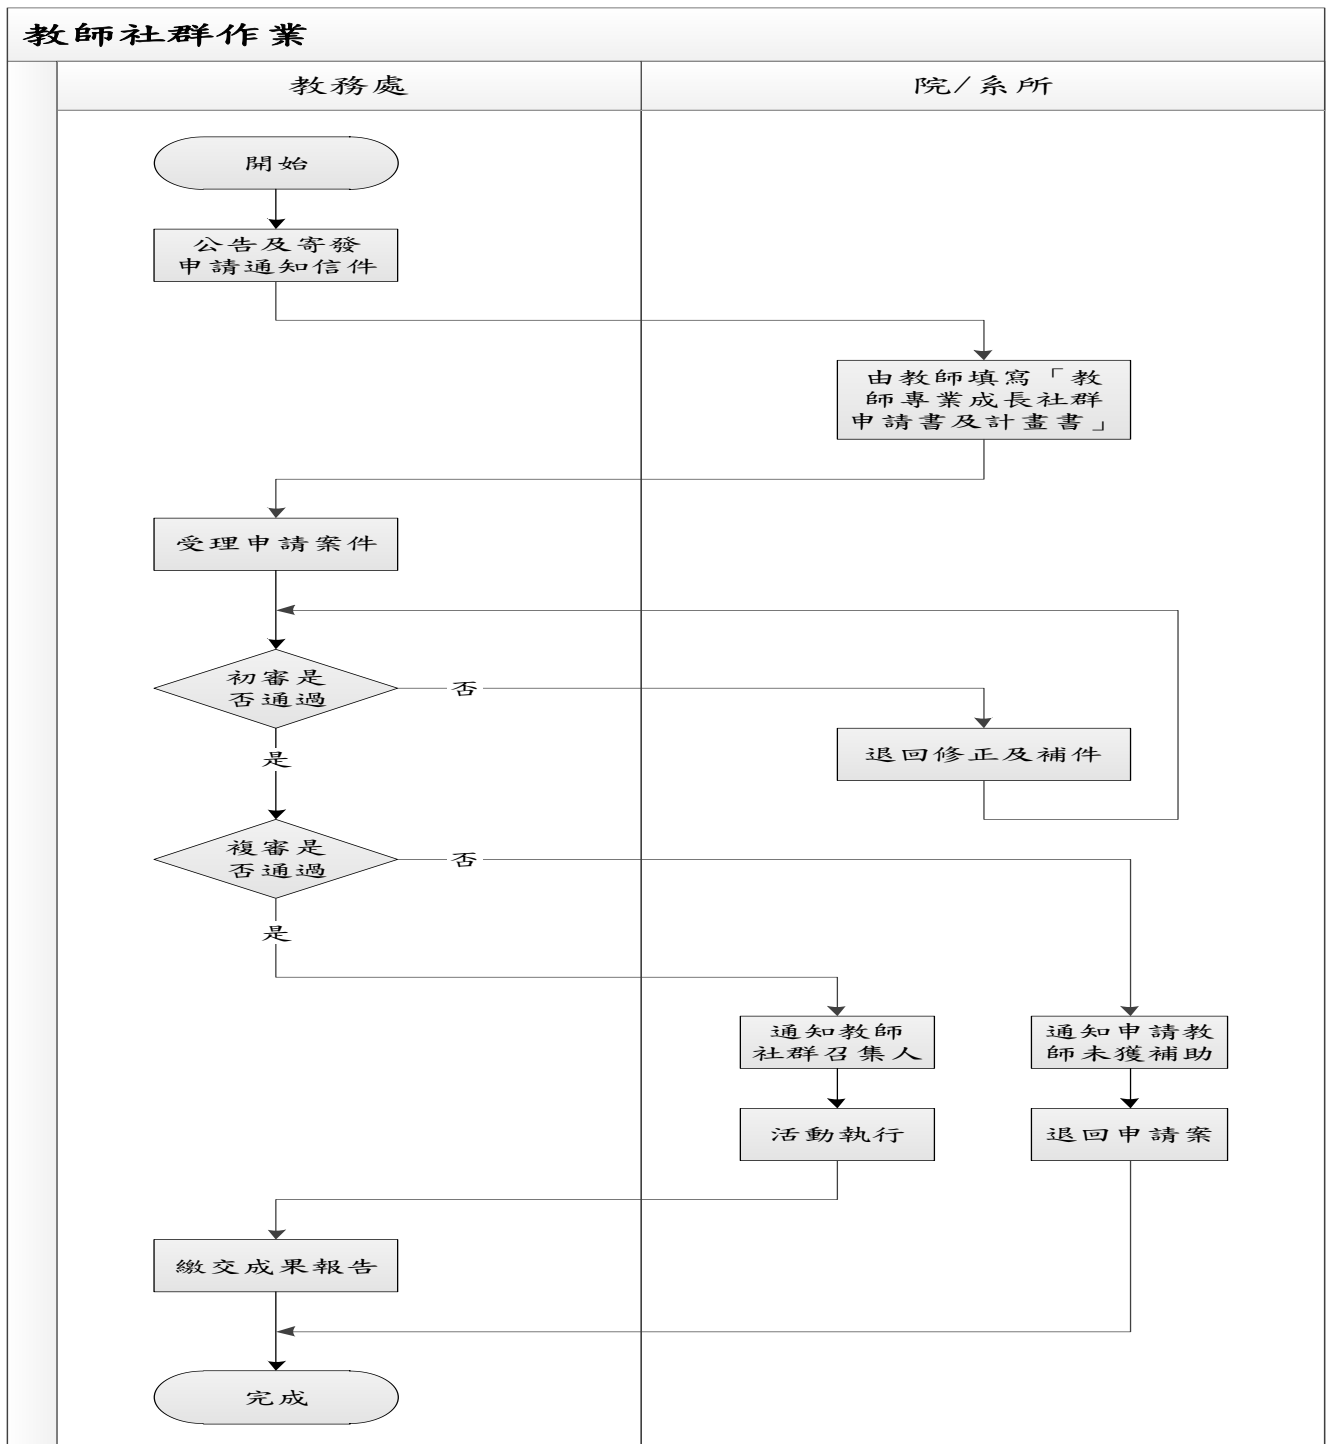 教師社群作業
教務處
院/系所
開始
公告及寄發
申請通知信件
由教師填寫「教
師專業成長社群
申請書及計畫書」
受理申請案件
初審是
否通過
否
退回修正及補件
是
複審是
否通過
否
是
通知教師
社群召集人
通知申請教
師未獲補助
活動執行
退回申請案
繳交成果報告
完成